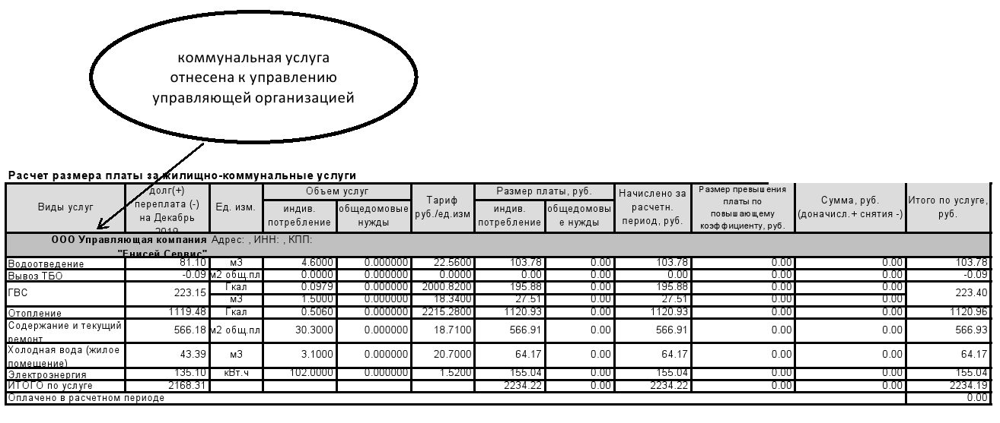 коммунальная услуга
отнесена к управлению
управляющей организацией
Расчет размера платы за жилищно-коммунальные услуги
Виды услуг долг(+) переплата (-) на Декабрь 2019 Ед. изм. Объем услуг индив. потребление общедомовые нужды Тариф руб./ед.изм Размер платы, руб. индив. потребление общедомовы е нужды Начислено за расчетн. период, руб. Размер превышения платы по повышающему коэффициенту, руб. Сумма, руб. (доначисл.+ снятия -) Итого по услуге, руб.
ООО Управляющая компания Адрес: , ИНН: , КПП:
"Енисей Сервис"
Водоотведение 81.10 м3 4.6000 0.000000 22.5600 103.78 0.00 103.78 0.00 0.00 103.78
Вывоз ТБО -0.09 м2 общ.пл 0.0000 0.000000 0.0000 0.00 0.00 0.00 0.00 0.00 -0.09
ГВС 223.15 Гкал 0.0979 0.000000 2000.8200 195.88 0.00 195.88 0.00 0.00 223.40
м3 1.5000 0.000000 18.3400 27.51 0.00 27.51 0.00 0.00
Отопление 1119.48 Гкал 0.5060 0.000000 2215.2800 1120.93 0.00 1120.93 0.00 0.00 1120.96
Содержание и текущий
ремонт 566.18 м2 общ.пл 30.3000 0.000000 18.7100 566.91 0.00 566.91 0.00 0.00 566.93
Холодная вода (жилое
помещение) 43.39 м3 3.1000 0.000000 20.7000 64.17 0.00 64.17 0.00 0.00 64.17
Электроэнергия 135.10 кВт.ч 102.0000 0.000000 1.5200 155.04 0.00 155.04 0.00 0.00 155.04
ИТОГО по услуге 2168.31 2234.22 0.00 2234.22 0.00 0.00 2234.19
Оплачено в расчетном периоде 0.00